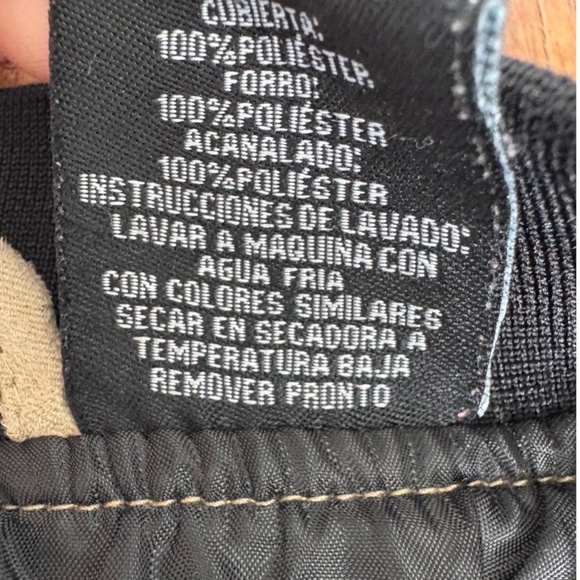 CUBIERTA:
100%POLIÉSTER.
FORRO:
100%POLIÉSTER
ACANALADO:
100%POLIÉSTER
INSTRUCCIONES DE LAVADO:
LAVAR A MAQUINA CON
AGUA FRIA
CON COLORES SIMILARES
SECAR EN SECADORA A
TEMPERATURA BAJA
REMOVER PRONTO